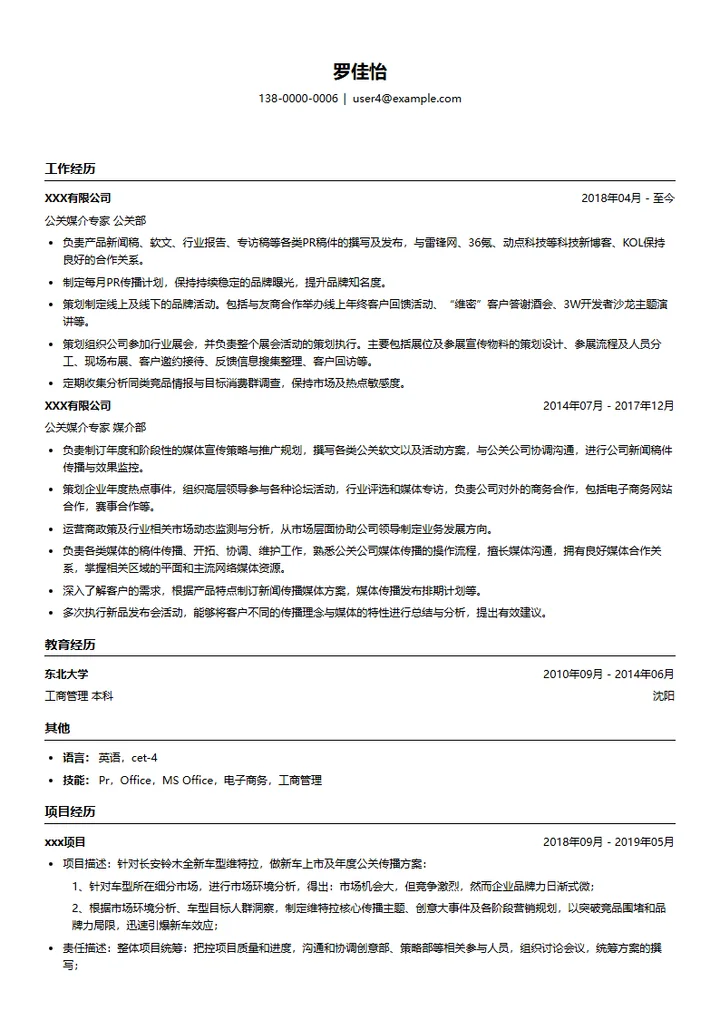 罗佳怡
138-0000-0006 | user4@example.com
工作经历
XXX有限公司 2018年04月 - 至今
公关媒介专家 公关部
• 负责产品新闻稿、软文、行业报告、专访稿等各类PR稿件的撰写及发布，与雷锋网、36氪、动点科技等科技新博客、KOL保持
良好的合作关系。
• 制定每月PR传播计划，保持持续稳定的品牌曝光，提升品牌知名度。
• 策划制定线上及线下的品牌活动。包括与友商合作举办线上年终客户回馈活动、“维密”客户答谢酒会、3W开发者沙龙主题演
讲等。
• 策划组织公司参加行业展会，并负责整个展会活动的策划执行。主要包括展位及参展宣传物料的策划设计、参展流程及人员分
工、现场布展、客户邀约接待、反馈信息搜集整理、客户回访等。
• 定期收集分析同类竞品情报与目标消费群调查，保持市场及热点敏感度。
XXX有限公司 2014年07月 - 2017年12月
公关媒介专家 媒介部
• 负责制订年度和阶段性的媒体宣传策略与推广规划，撰写各类公关软文以及活动方案，与公关公司协调沟通，进行公司新闻稿件
传播与效果监控。
• 策划企业年度热点事件，组织高层领导参与各种论坛活动，行业评选和媒体专访，负责公司对外的商务合作，包括电子商务网站
合作，赛事合作等。
• 运营商政策及行业相关市场动态监测与分析，从市场层面协助公司领导制定业务发展方向。
• 负责各类媒体的稿件传播、开拓、协调、维护工作，熟悉公关公司媒体传播的操作流程，擅长媒体沟通，拥有良好媒体合作关
系，掌握相关区域的平面和主流网络媒体资源。
• 深入了解客户的需求，根据产品特点制订新闻传播媒体方案，媒体传播发布排期计划等。
• 多次执行新品发布会活动，能够将客户不同的传播理念与媒体的特性进行总结与分析，提出有效建议。
教育经历
东北大学 2010年09月 - 2014年06月
工商管理 本科 沈阳
其他
• 语言： 英语，cet-4
• 技能： Pr，Office，MS Office，电子商务，工商管理
项目经历
xxx项目 2018年09月 - 2019年05月
• 项目描述：针对长安铃木全新车型维特拉，做新车上市及年度公关传播方案：
1、针对车型所在细分市场，进行市场环境分析，得出：市场机会大，但竞争激烈，然而企业品牌力日渐式微；
2、根据市场环境分析、车型目标人群洞察，制定维特拉核心传播主题、创意大事件及各阶段营销规划，以突破竞品围堵和品
牌力局限，迅速引爆新车效应；
• 责任描述：整体项目统筹：把控项目质量和进度，沟通和协调创意部、策略部等相关参与人员，组织讨论会议，统筹方案的撰
写；